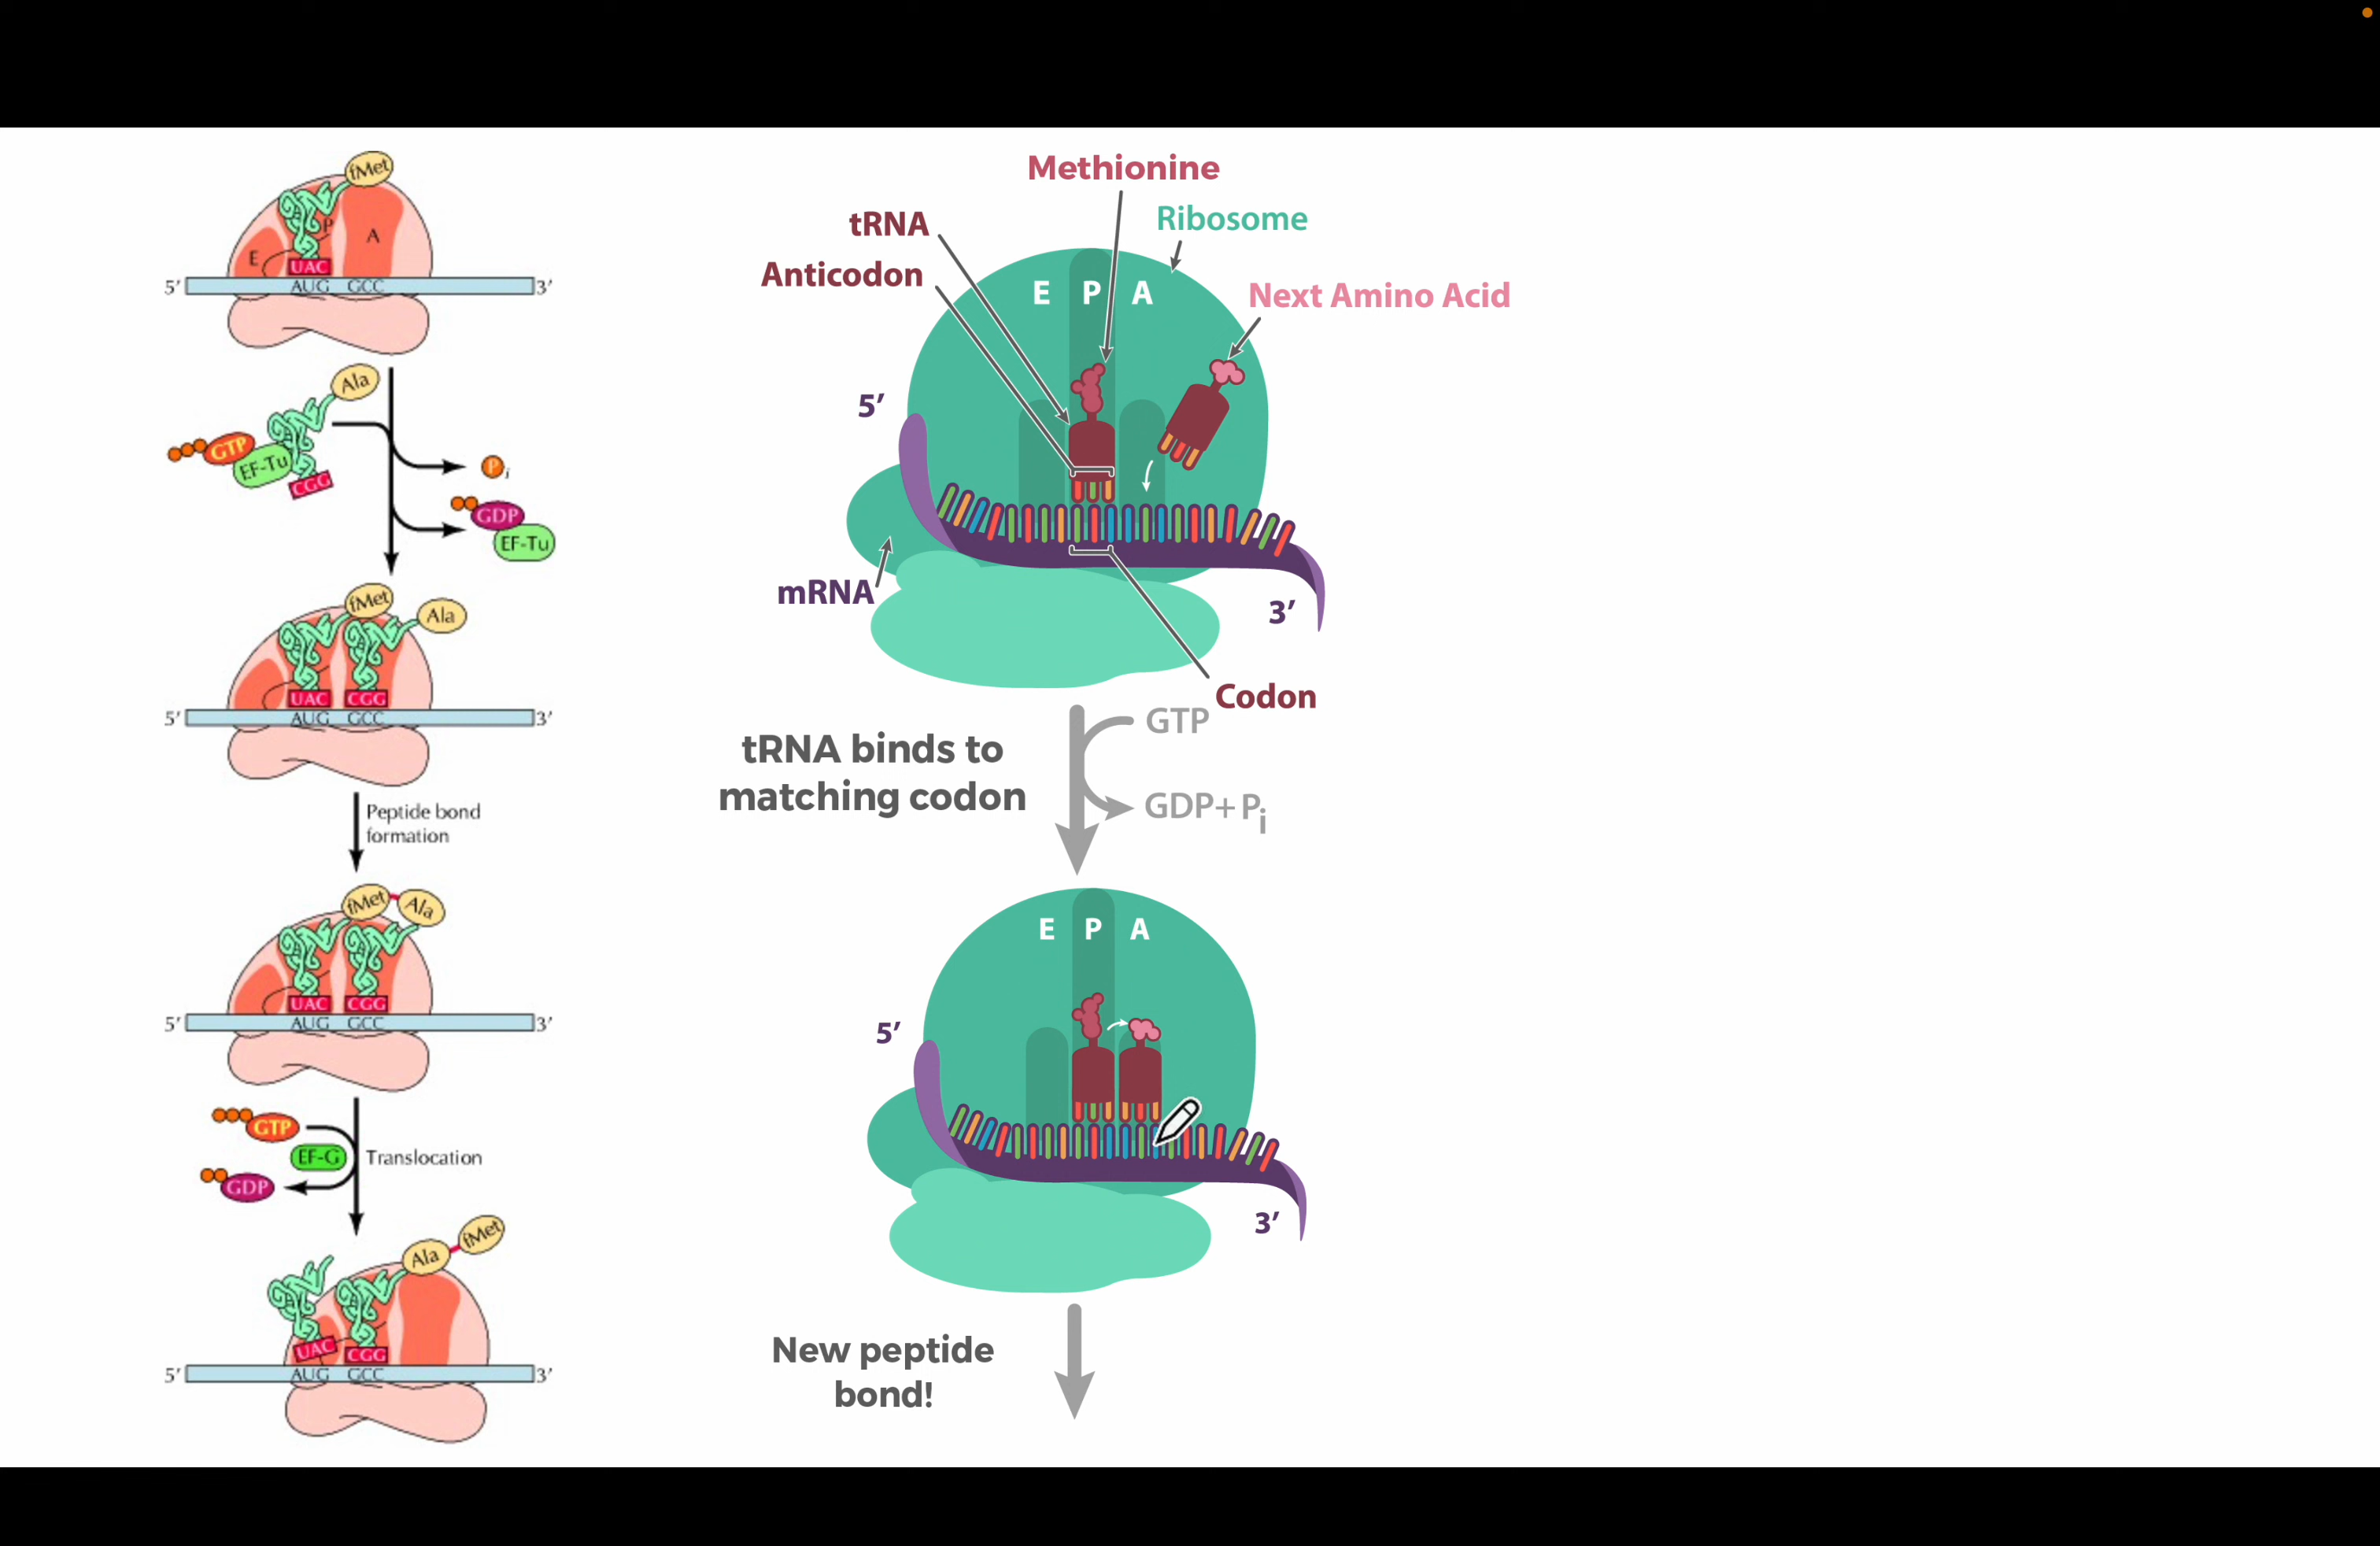 fMet
P
A
E
UAC
5' AUG GCC 3'
Ala
GTP
EF-Tu
CGG
P i
GDP
EF-Tu
fMet
Ala
UAC CGG
5' AUG GCC 3'
Peptide bond
formation
fMet Ala
UAC CGG
5' AUG GCC 3'
GTP
EF-G
Translocation
GDP
fMet
Ala
UAC CGG
5' AUG GCC 3'
Methionine
tRNA
Ribosome
Anticodon
E P A
Next Amino Acid
5'
mRNA
3'
Codon
GTP
tRNA binds to
matching codon
GDP+Pi
E P A
5'
3'
New peptide
bond!